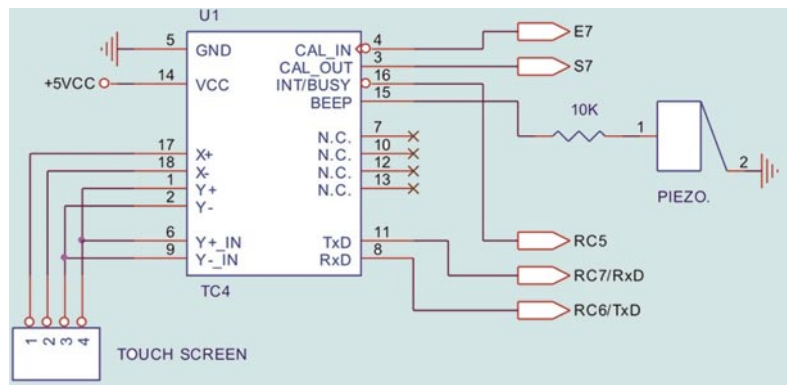 U1
5 GND
CAL_IN 4 E7
CAL_OUT 3 S7
+5VCC 14 VCC
INT/BUSY 16
BEEP 15
10K
1
2
PIEZO.
N.C. 7
N.C. 10
N.C. 12
N.C. 13
17 X+
18 X-
1 Y+
2 Y-
6 Y+_IN
9 Y-_IN
TxD 11
RxD 8
RC5
RC7/RxD
RC6/TxD
TC4
1 2 3 4
TOUCH SCREEN